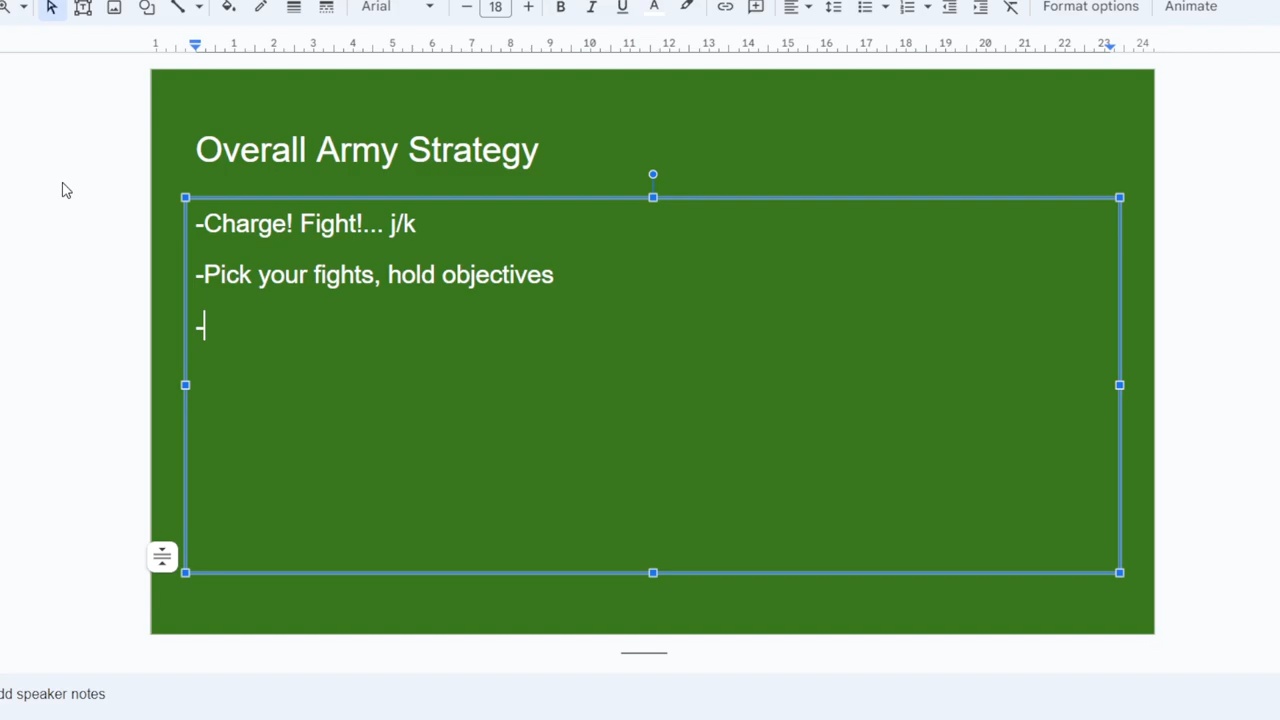 Arial
18
B
I
U
A
Format options
Animate
1 1 2 3 4 5 6 7 8 9 10 11 12 13 14 15 16 17 18 19 20 21 22 23 24
Overall Army Strategy
-Charge! Fight!... j/k
-Pick your fights, hold objectives
-
dd speaker notes